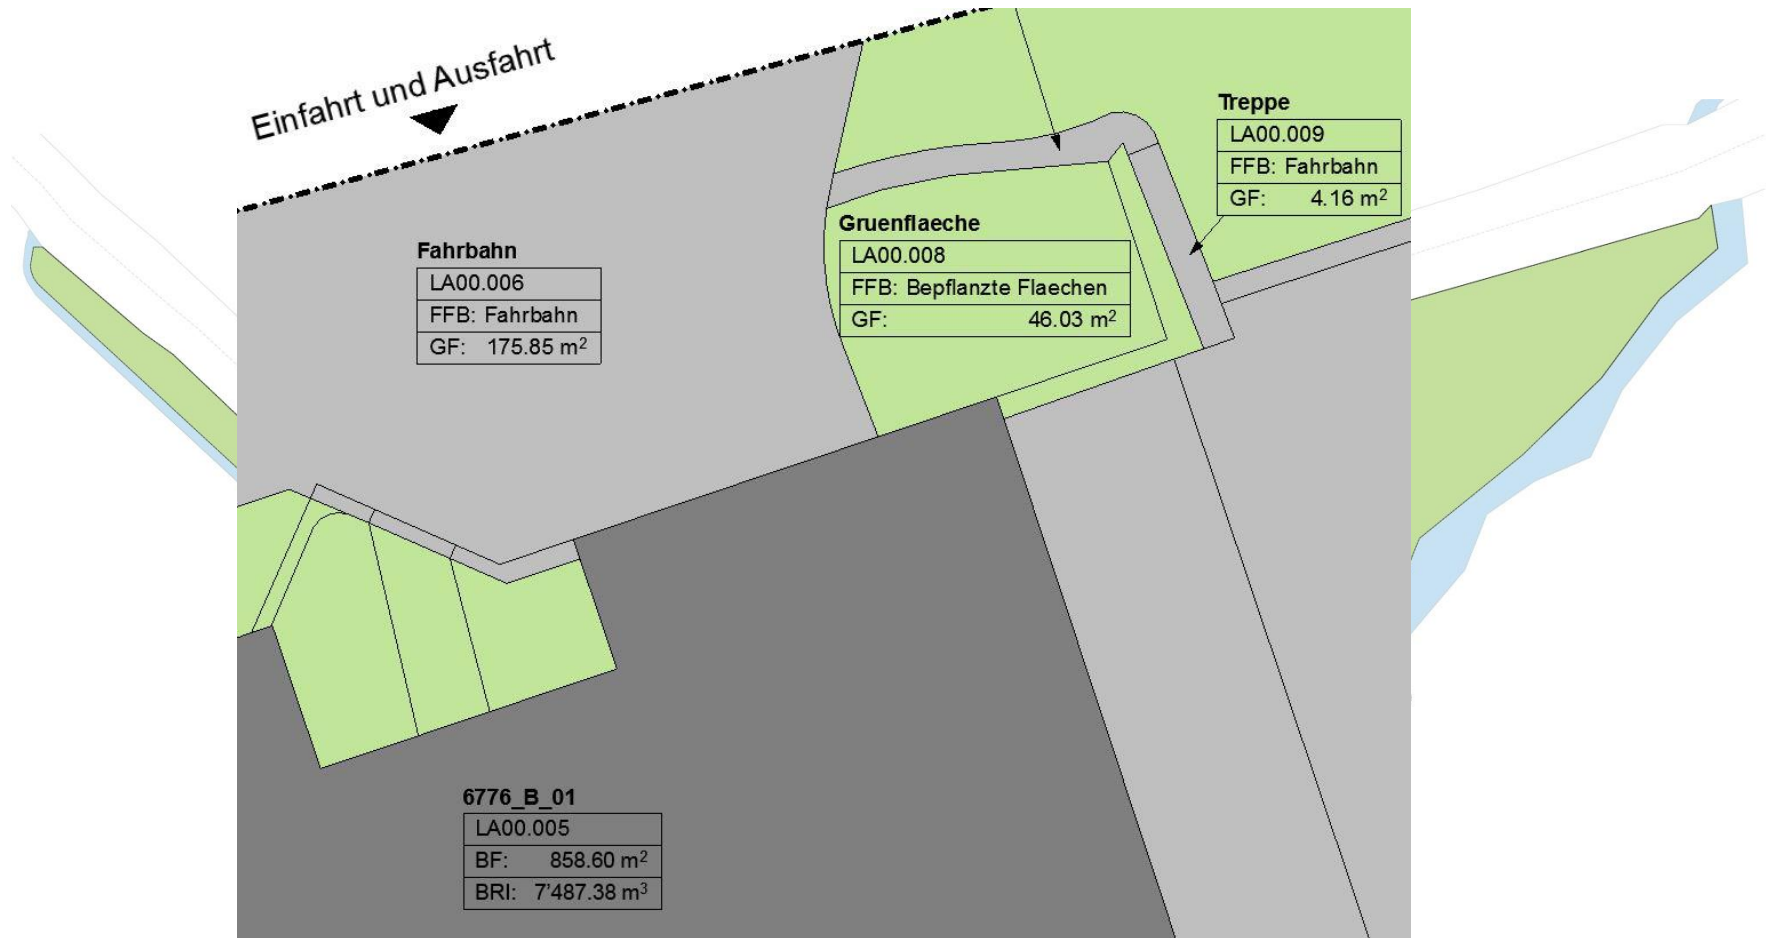 Einfahrt und Ausfahrt
Treppe
LA00.009
FFB: Fahrbahn
GF: 4.16 m²
Gruenflaeche
LA00.008
FFB: Bepflanzte Flaechen
GF: 46.03 m²
Fahrbahn
LA00.006
FFB: Fahrbahn
GF: 175.85 m²
6776_B_01
LA00.005
BF: 858.60 m²
BRI: 7'487.38 m³